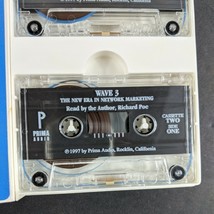 WAVE 3
THE NEW ERA IN NETWORK MARKETING
Read by the Author, Richard Poe
P
PRIMA
AUDIO
CASSETTE
TWO
SIDE
ONE
©1997 by Prima Audio, Rocklin, California